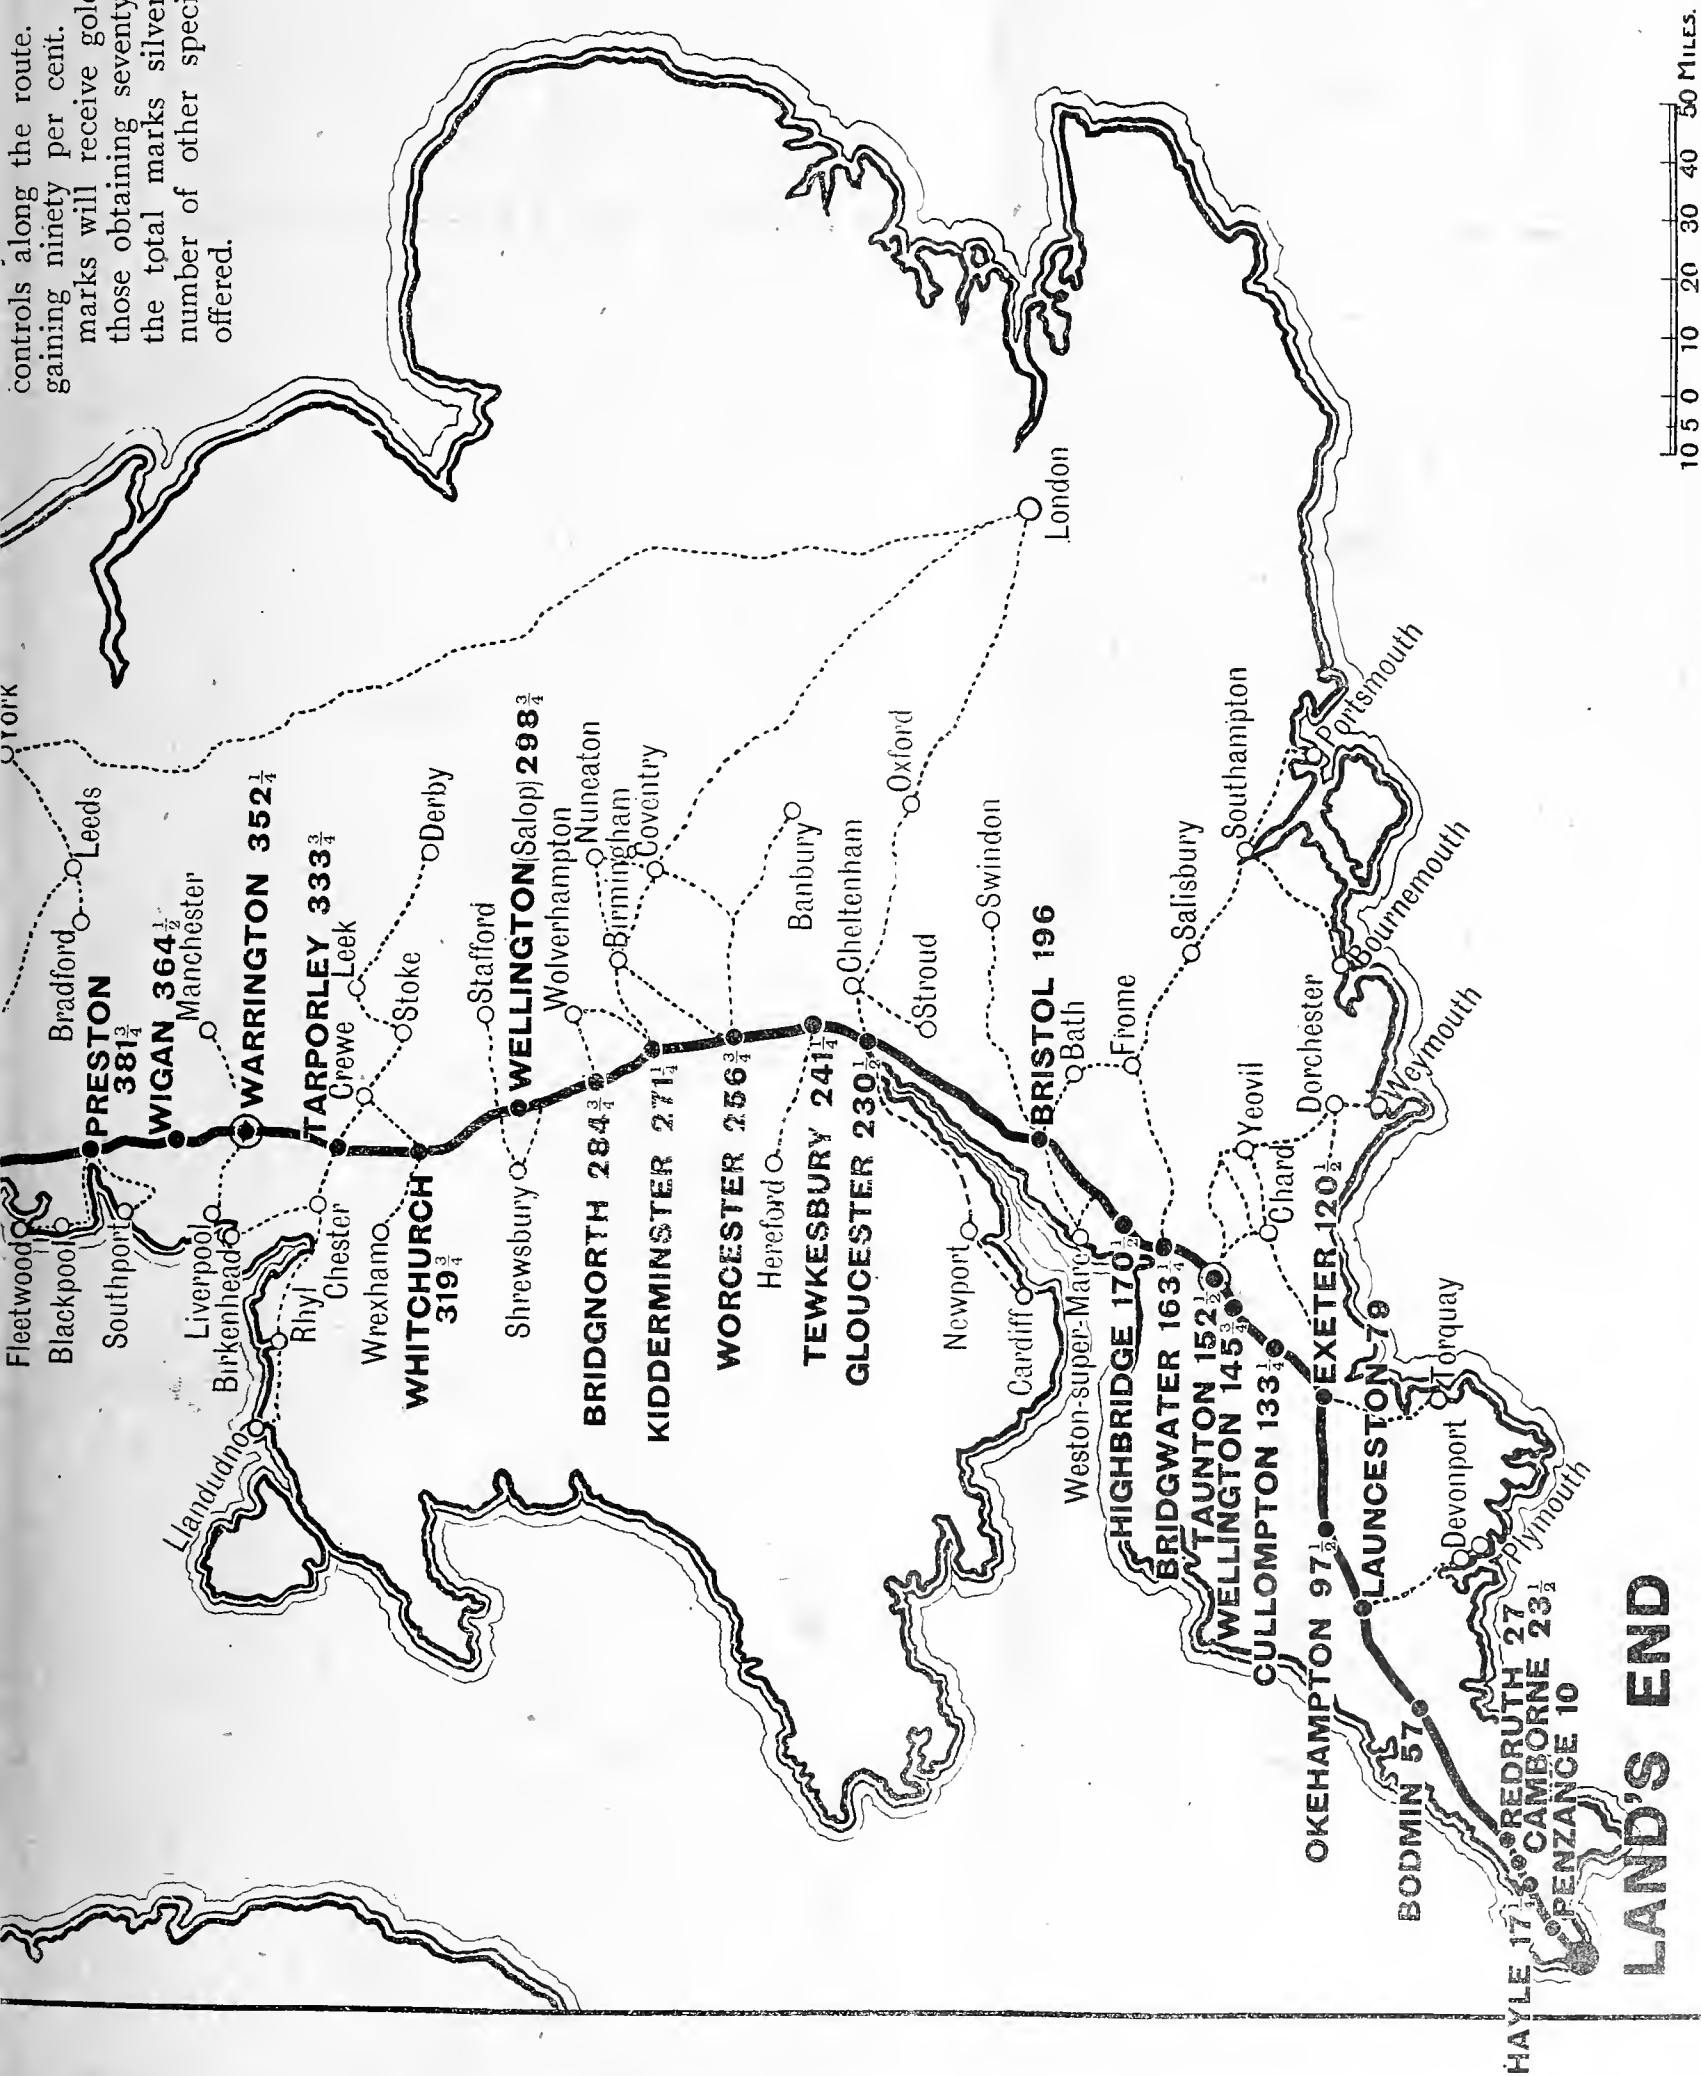 controls along the route.
gaining ninety per cent.
marks will receive gold
those obtaining seventy
the total marks silver
number of other speci
offered.
York
Leeds
Bradford
Fleetwood
PRESTON
381¾
Blackpool
WIGAN 364½
Manchester
Southport
WARRINGTON 352¼
Liverpool
Birkenhead
TARPORLEY 333¾
Rhyl
Chester
Crewe
Leek
Derby
Llandudno
Wrexham
Stoke
WHITCHURCH
319¾
Stafford
WELLINGTON (Salop) 298¾
Shrewsbury
Wolverhampton
Nuneaton
BRIDGNORTH 284¾
Birmingham
Coventry
KIDDERMINSTER 271¼
WORCESTER 256¾
Hereford
Banbury
TEWKESBURY 241¼
Cheltenham
GLOUCESTER 230½
Oxford
Stroud
Newport
Swindon
London
Cardiff
BRISTOL 196
Bath
Weston-super-Mare
Frome
HIGHBRIDGE 170½
BRIDGWATER 163¼
Salisbury
TAUNTON 152½
Southampton
WELLINGTON 145¾
Yeovil
CULLOMPTON 133¼
Chard
Dorchester
Portsmouth
OKEHAMPTON 97½
EXETER 120½
Bournemouth
LAUNCESTON 79
Weymouth
BODMIN 57
Torquay
Devonport
Plymouth
HAYLE 17¼
REDRUTH 27
CAMBORNE 23½
PENZANCE 10
LAND'S END
10 5 0 10 20 30 40 50 MILES.